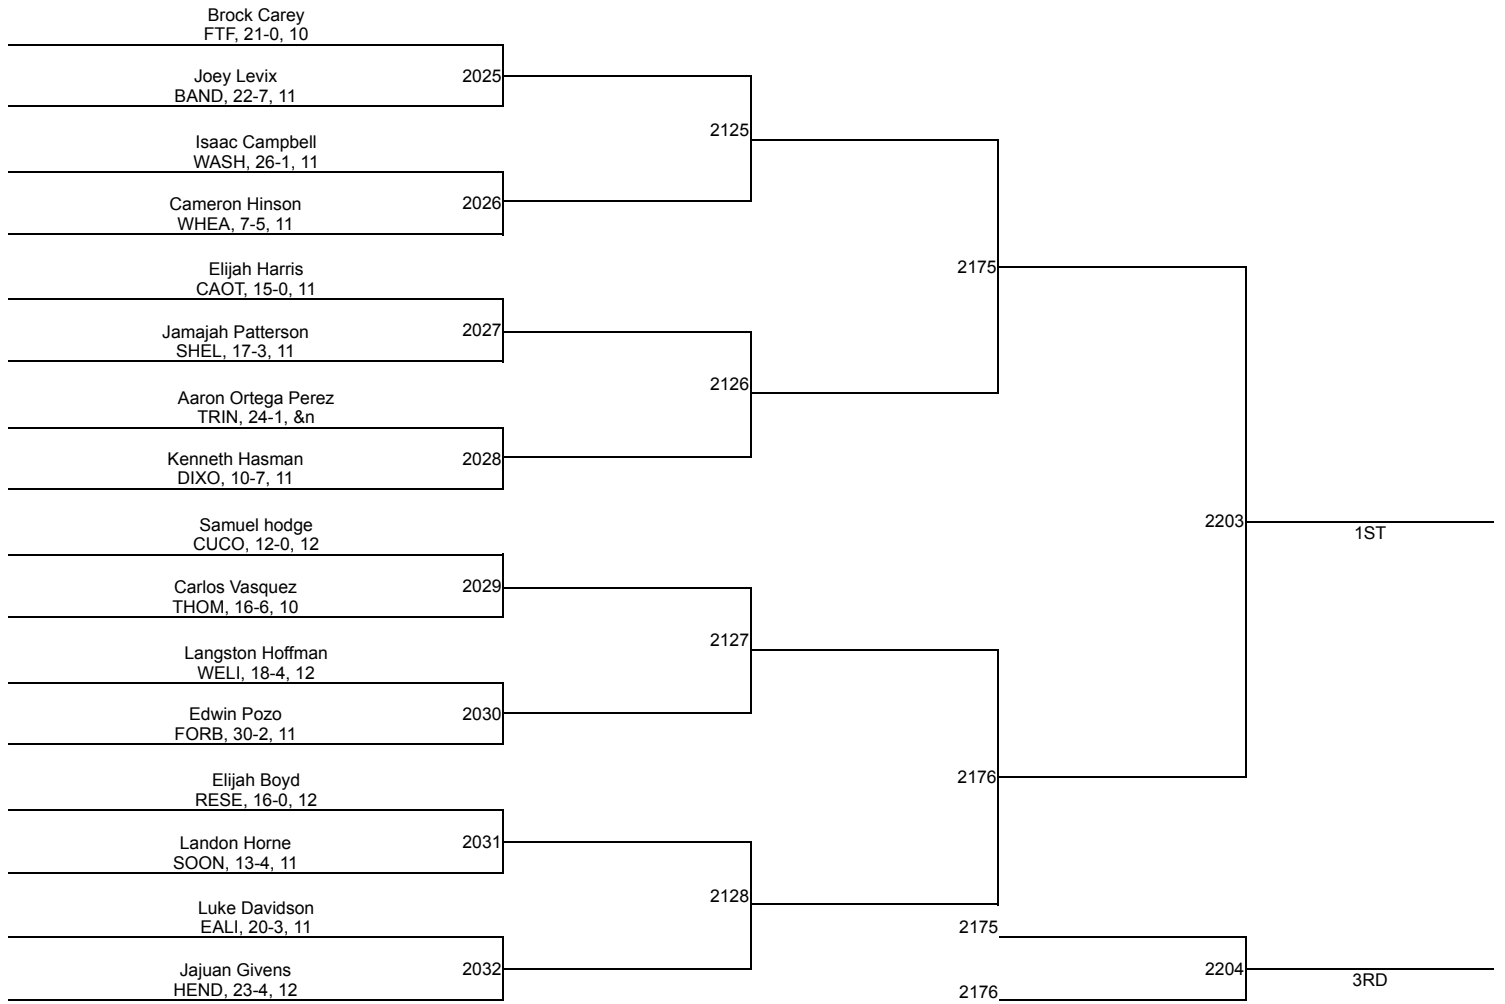 Brock Carey
FTF, 21-0, 10
Joey Levix
BAND, 22-7, 11
2025
2125
Isaac Campbell
WASH, 26-1, 11
Cameron Hinson
WHEA, 7-5, 11
2026
Elijah Harris
CAOT, 15-0, 11
2175
Jamajah Patterson
SHEL, 17-3, 11
2027
2126
Aaron Ortega Perez
TRIN, 24-1, &n
Kenneth Hasman
DIXO, 10-7, 11
2028
Samuel hodge
CUCO, 12-0, 12
2203
1ST
Carlos Vasquez
THOM, 16-6, 10
2029
2127
Langston Hoffman
WELI, 18-4, 12
Edwin Pozo
FORB, 30-2, 11
2030
Elijah Boyd
RESE, 16-0, 12
2176
Landon Horne
SOON, 13-4, 11
2031
2128
Luke Davidson
EALI, 20-3, 11
2175
Jajuan Givens
HEND, 23-4, 12
2032
2204
3RD
2176